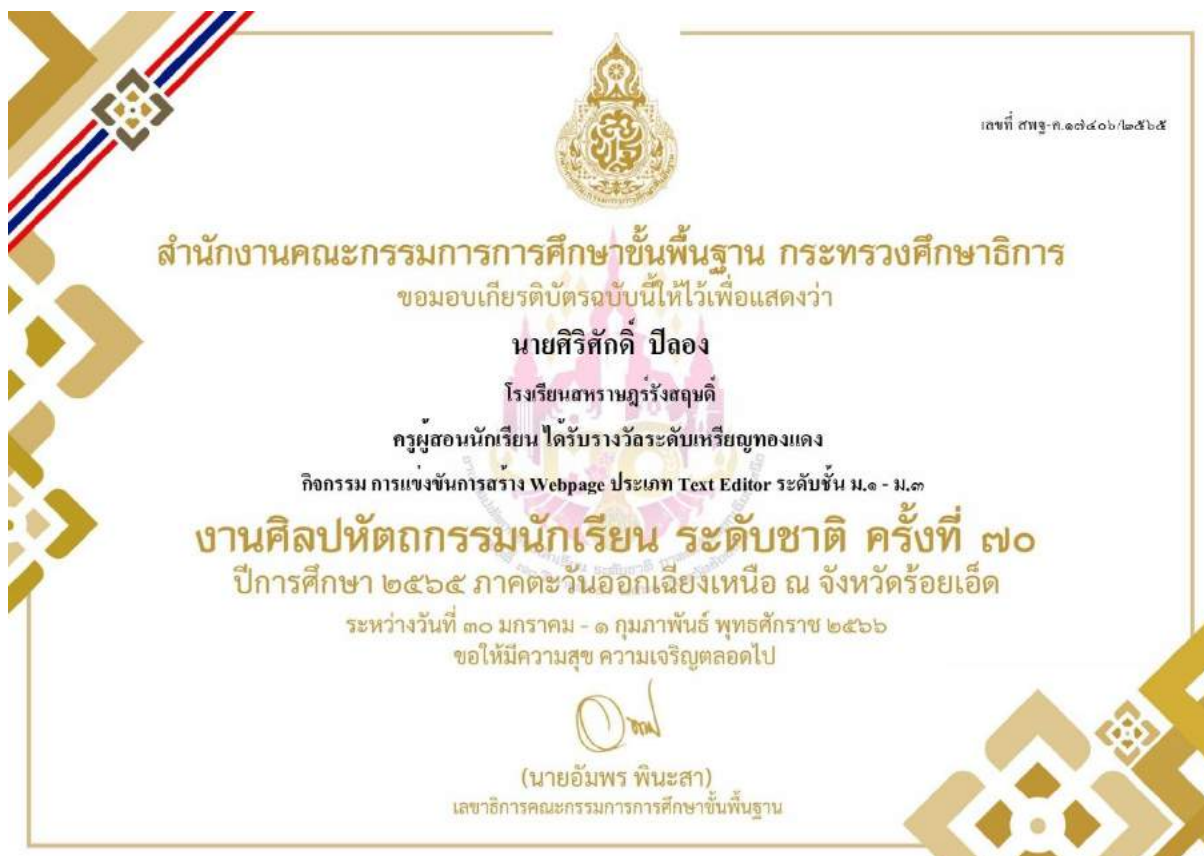 เลขที่ สพฐ-ค.๑๗๔๐๖/๒๕๖๕
สำนักงานคณะกรรมการการศึกษาขั้นพื้นฐาน กระทรวงศึกษาธิการ
ขอมอบเกียรติบัตรฉบับนี้ให้ไว้เพื่อแสดงว่า
นายศิริศักดิ์ ปีลอง
โรงเรียนสหราษฎร์รังสฤษดิ์
ครูผู้สอนนักเรียน ได้รับรางวัลระดับเหรียญทองแดง
กิจกรรม การแข่งขันการสร้าง Webpage ประเภท Text Editor ระดับชั้น ม.๑ - ม.๓
งานศิลปหัตถกรรมนักเรียน ระดับชาติ ครั้งที่ ๗๐
ปีการศึกษา ๒๕๖๕ ภาคตะวันออกเฉียงเหนือ ณ จังหวัดร้อยเอ็ด
ระหว่างวันที่ ๓๐ มกราคม - ๑ กุมภาพันธ์ พุทธศักราช ๒๕๖๖
ขอให้มีความสุข ความเจริญตลอดไป
(นายอัมพร พินะสา)
เลขาธิการคณะกรรมการการศึกษาขั้นพื้นฐาน